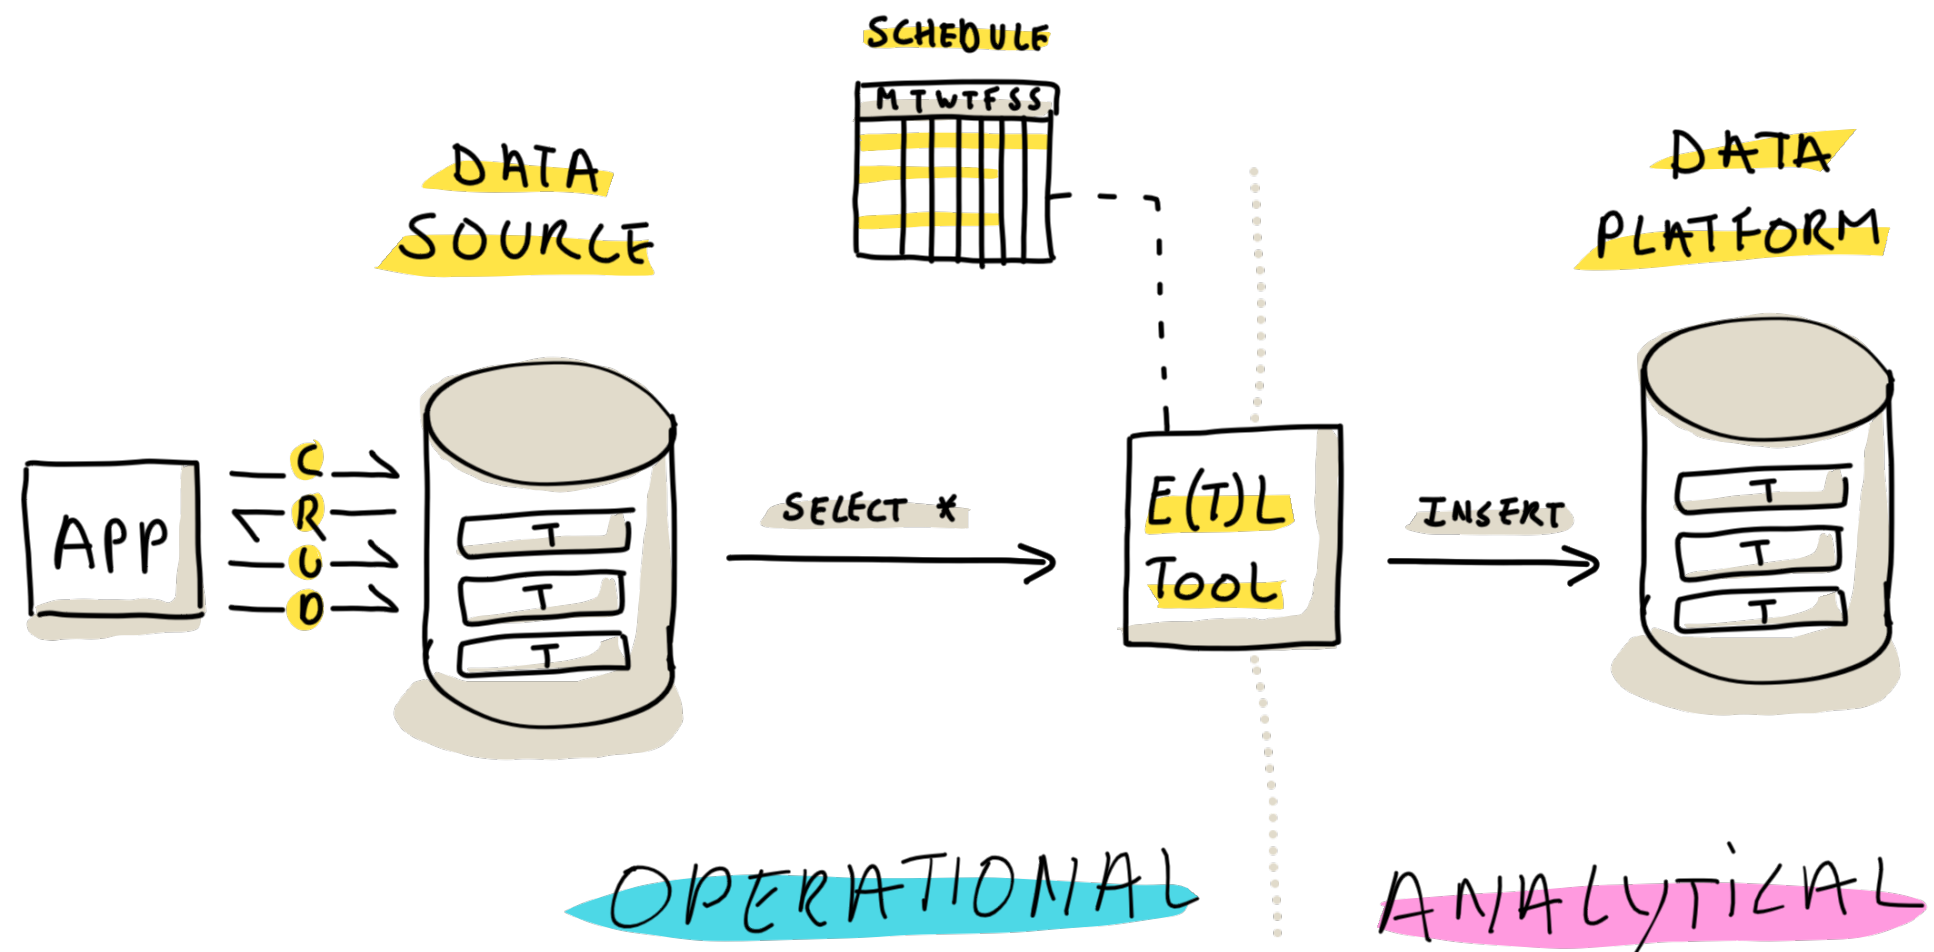 SCHEDULE
M T W T F S S
DATA
SOURCE
DATA
PLATFORM
APP
C
R
U
D
T
T
T
SELECT *
E(T)L
TOOL
INSERT
T
T
T
OPERATIONAL
ANALYTICAL